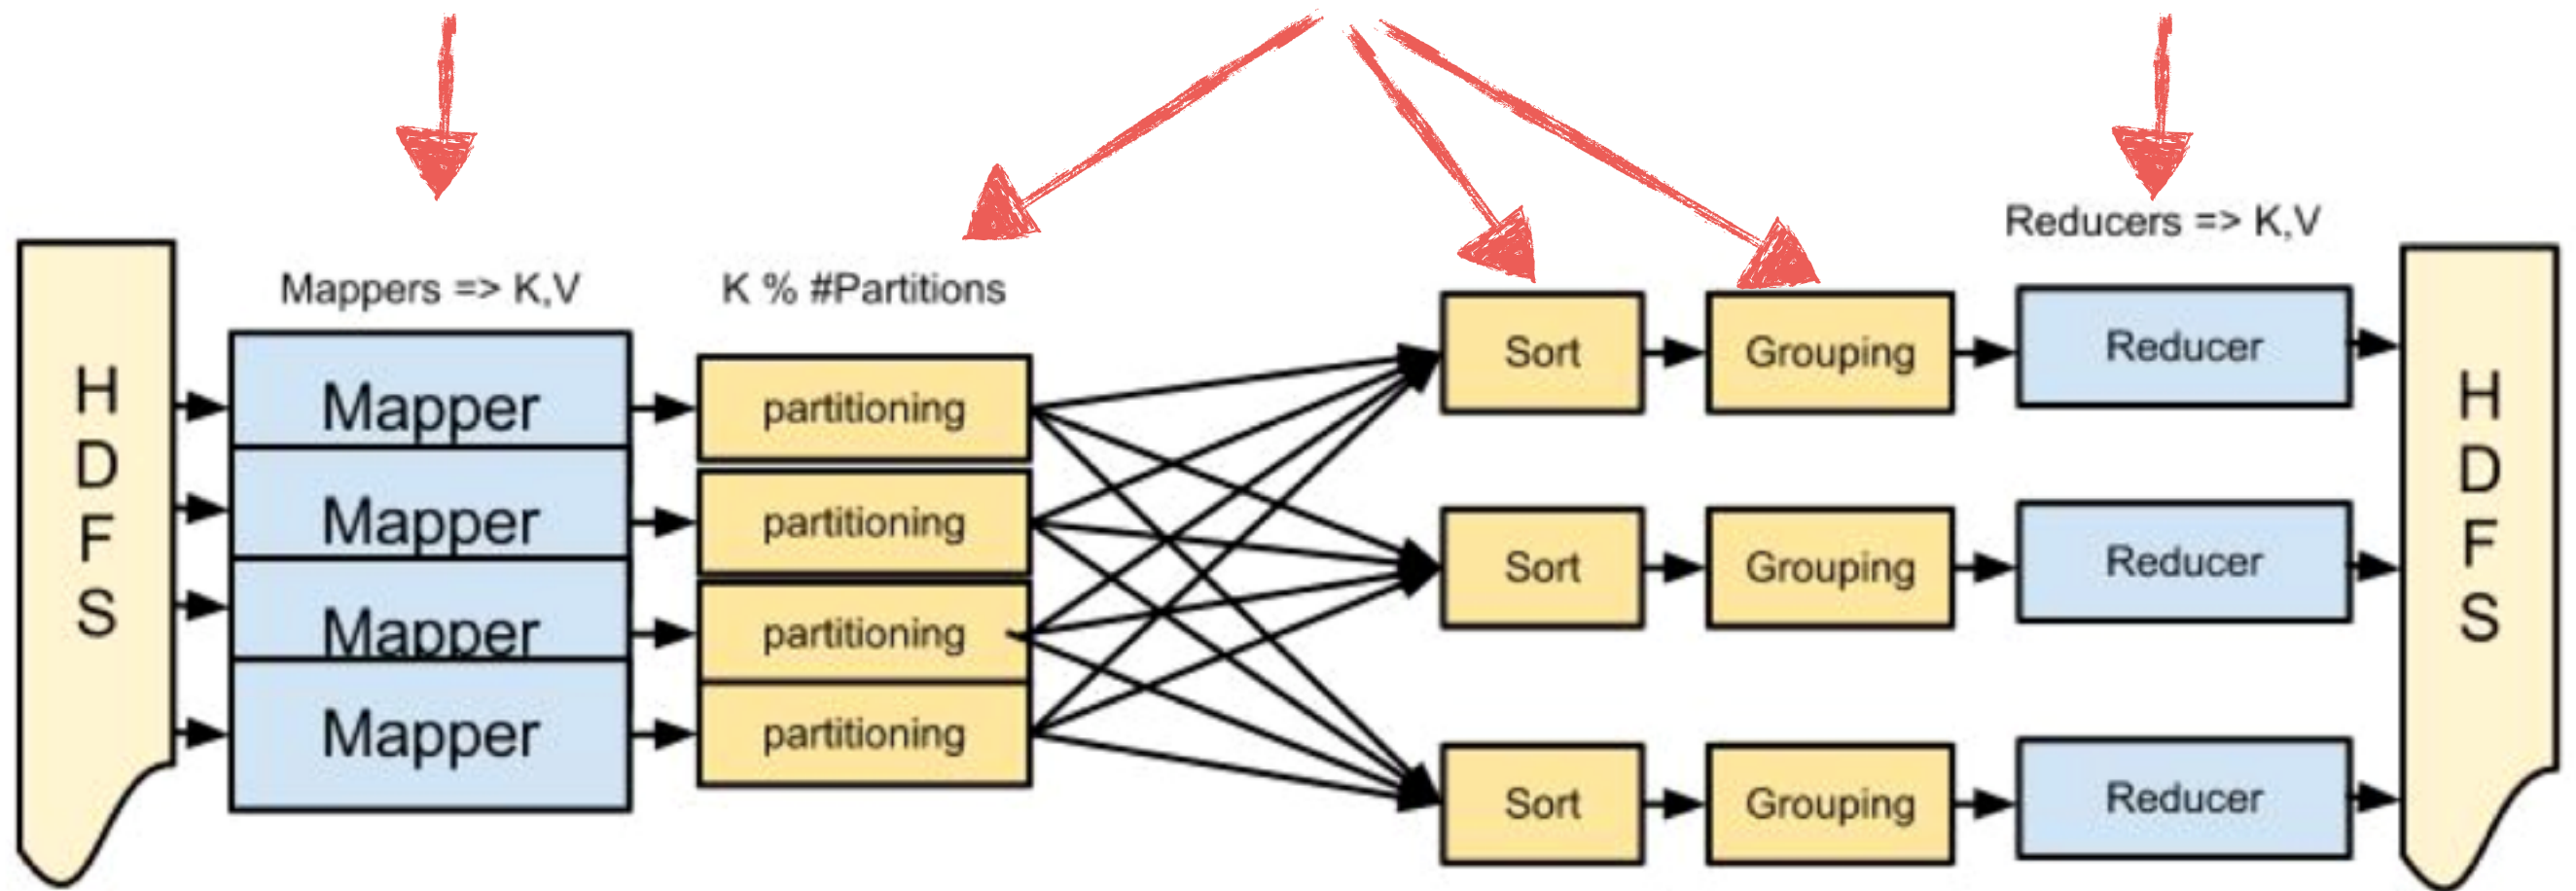 Reducers => K,V
Mappers => K,V
K % #Partitions
H
D
F
S
Mapper
Mapper
Mapper
Mapper
partitioning
partitioning
partitioning
partitioning
Sort
Grouping
Reducer
Sort
Grouping
Reducer
Sort
Grouping
Reducer
H
D
F
S